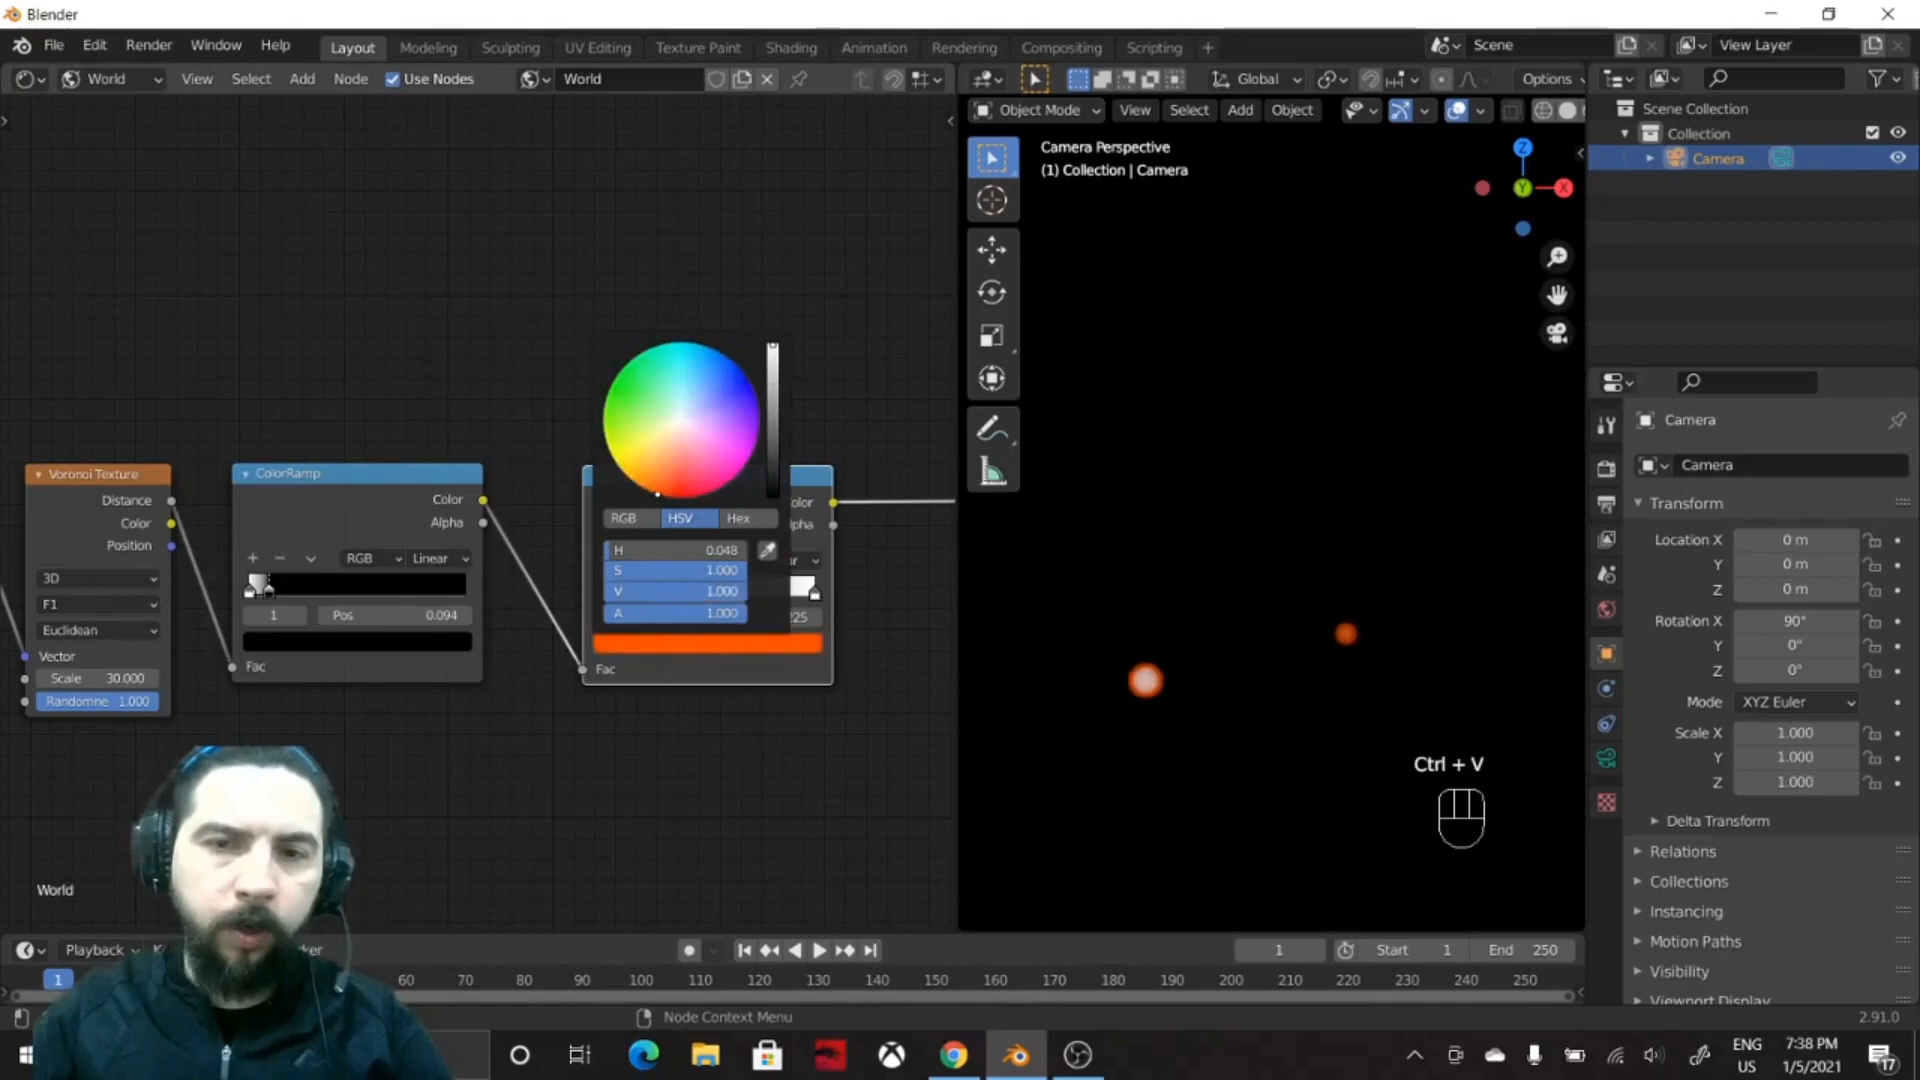 Blender
File Edit Render Window Help Layout Modeling Sculpting UV Editing Texture Paint Shading Animation Rendering Compositing Scripting + Scene View Layer
World View Select Add Node Use Nodes World Global Options
Object Mode View Select Add Object
Camera Perspective
(1) Collection | Camera
Z
Y
X
Scene Collection
Collection
Camera
Camera
Camera
Transform
Location X 0 m
Y 0 m
Z 0 m
Rotation X 90°
Y 0°
Z 0°
Mode XYZ Euler
Scale X 1.000
Y 1.000
Z 1.000
Delta Transform
Relations
Collections
Instancing
Motion Paths
Visibility
Viewport Display
Voronoi Texture
Distance
Color
Position
3D
F1
Euclidean
Vector
Scale 30.000
Randomne 1.000
ColorRamp
Color
Alpha
RGB Linear
1 Pos 0.094
Fac
RGB HSV Hex
H 0.048
S 1.000
V 1.000
A 1.000
olor
lpha
ar
225
Fac
Ctrl + V
World
Playback 1 Start 1 End 250
1 60 70 80 90 100 110 120 130 140 150 160 170 180 190 200 210 220 230 240 250
Node Context Menu 2.91.0
ENG
US
7:38 PM
1/5/2021
17